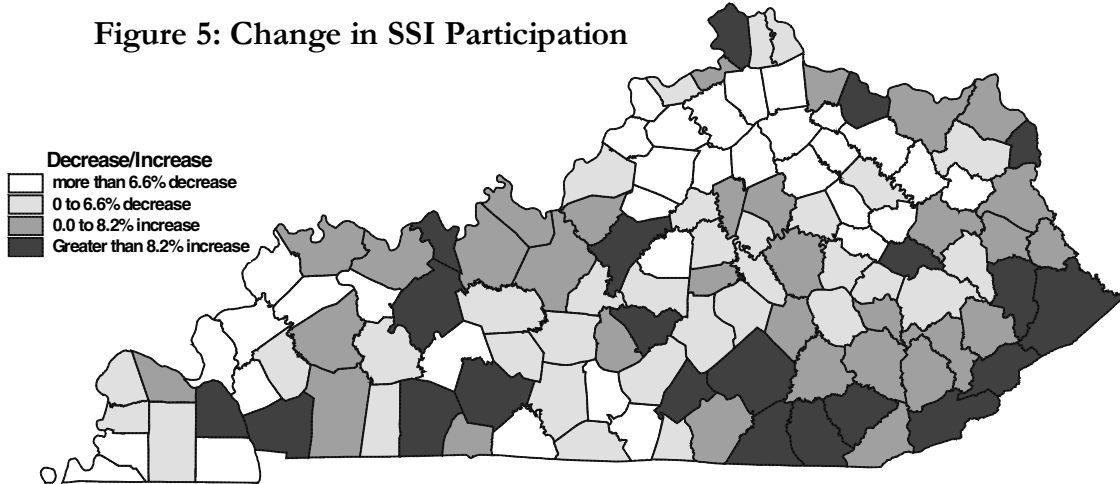 Figure 5: Change in SSI Participation
Decrease/Increase
more than 6.6% decrease
0 to 6.6% decrease
0.0 to 8.2% increase
Greater than 8.2% increase